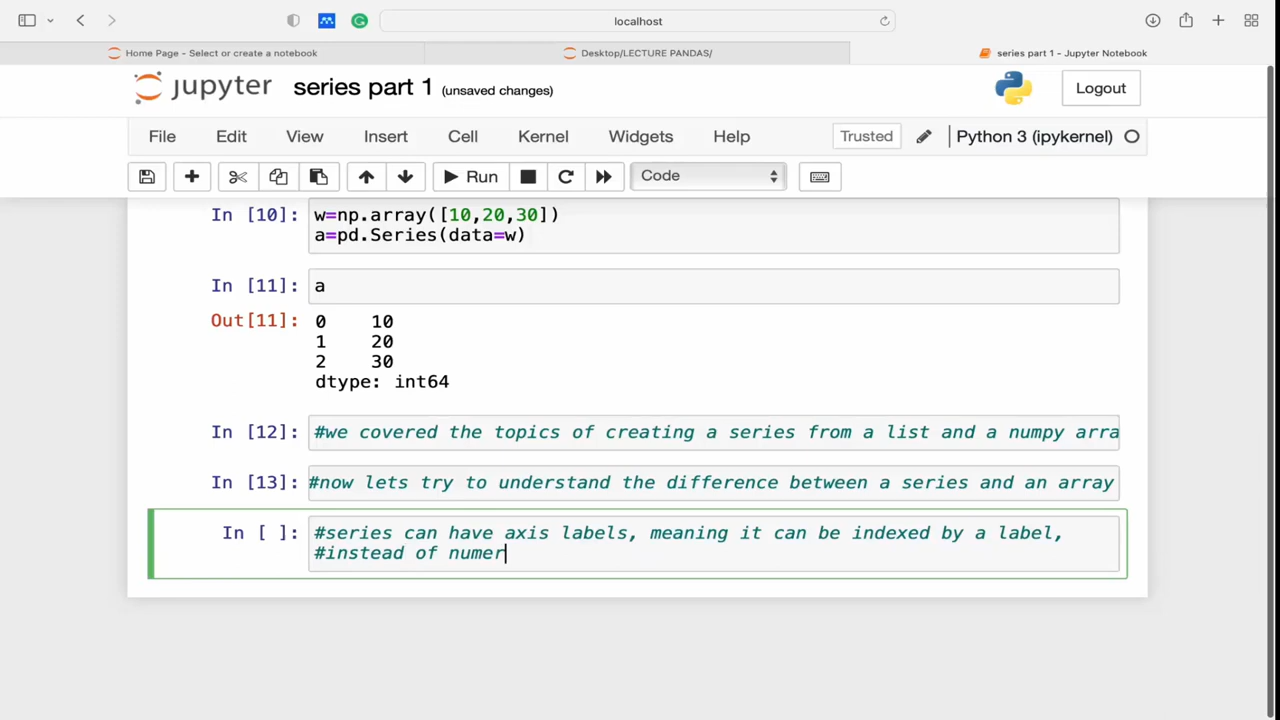 localhost
Home Page - Select or create a notebook
Desktop/LECTURE PANDAS/
series part 1 - Jupyter Notebook
jupyter series part 1 (unsaved changes)
Logout
File Edit View Insert Cell Kernel Widgets Help Trusted Python 3 (ipykernel)
Run Code
In [10]: w=np.array([10,20,30])
a=pd.Series(data=w)
In [11]: a
Out[11]: 0 10
1 20
2 30
dtype: int64
In [12]: #we covered the topics of creating a series from a list and a numpy arra
In [13]: #now lets try to understand the difference between a series and an array
In [ ]: #series can have axis labels, meaning it can be indexed by a label,
#instead of numer